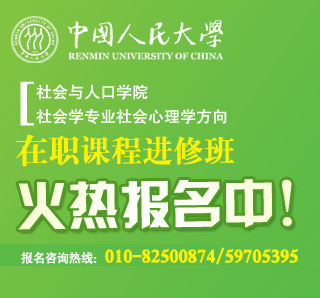 中国人民大学
RENMIN UNIVERSITY OF CHINA
社会与人口学院
社会学专业社会心理学方向
在职课程进修班
火热报名中!
报名咨询热线: 010-82500874/59705395